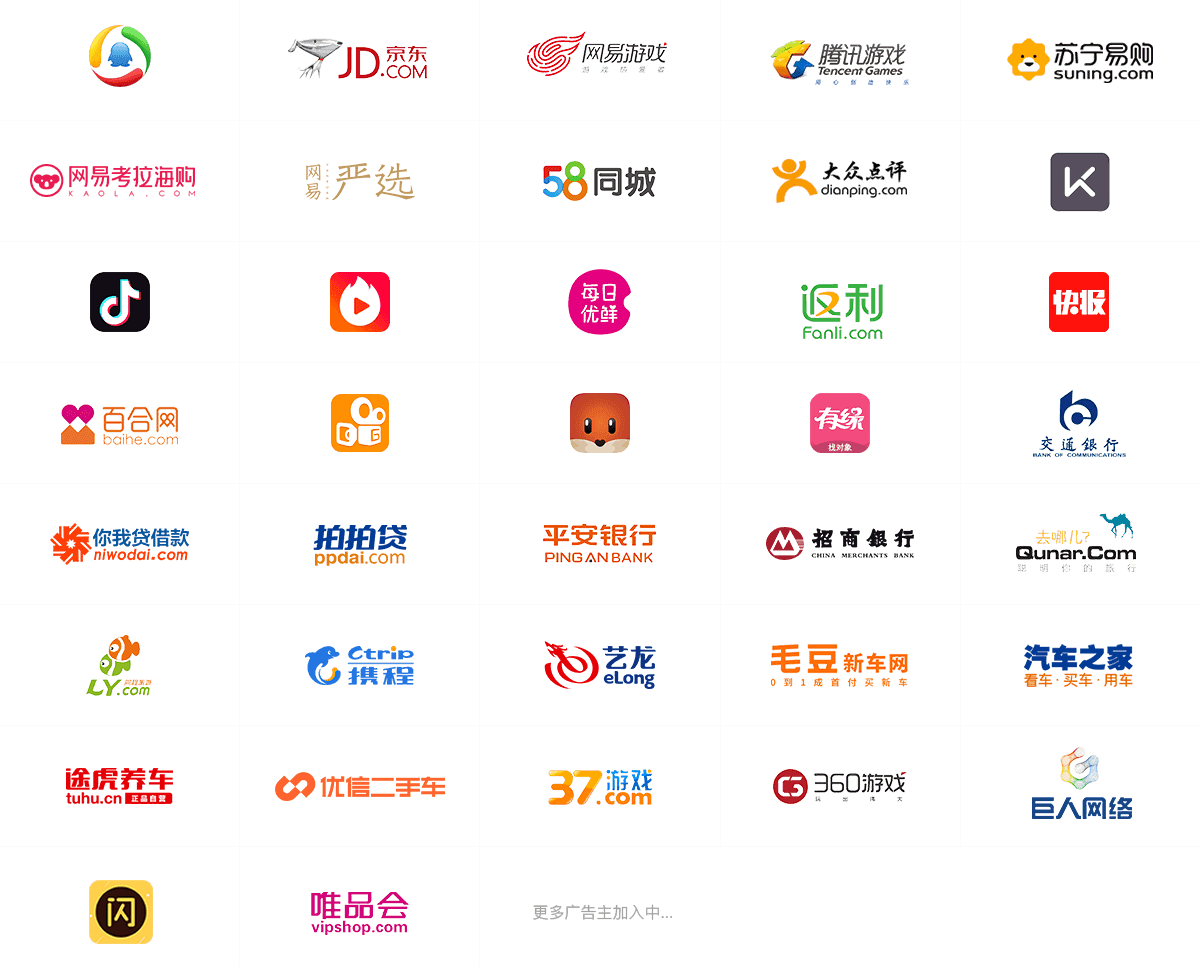 JD.京东
.COM
网易游戏
游戏热爱者
腾讯游戏
Tencent Games
用心创造快乐
苏宁易购
suning.com
网易考拉海购
KAOLA.COM
网易
严选
58同城
大众点评
dianping.com
每日
优鲜
返利
Fanli.com
快报
百合网
baihe.com
有缘
找对象
交通银行
BANK OF COMMUNICATIONS
你我贷借款
niwodai.com
拍拍贷
ppdai.com
平安银行
PING AN BANK
招商银行
CHINA MERCHANTS BANK
去哪儿?
Qunar.Com
聪明你的旅行
同程旅游
LY.com
Ctrip
携程
艺龙
eLong
毛豆新车网
0到1成首付买新车
汽车之家
看车·买车·用车
途虎养车
tuhu.cn 正品自营
优信二手车
37游戏
.com
360游戏
巨人网络
闪
唯品会
vipshop.com
更多广告主加入中...